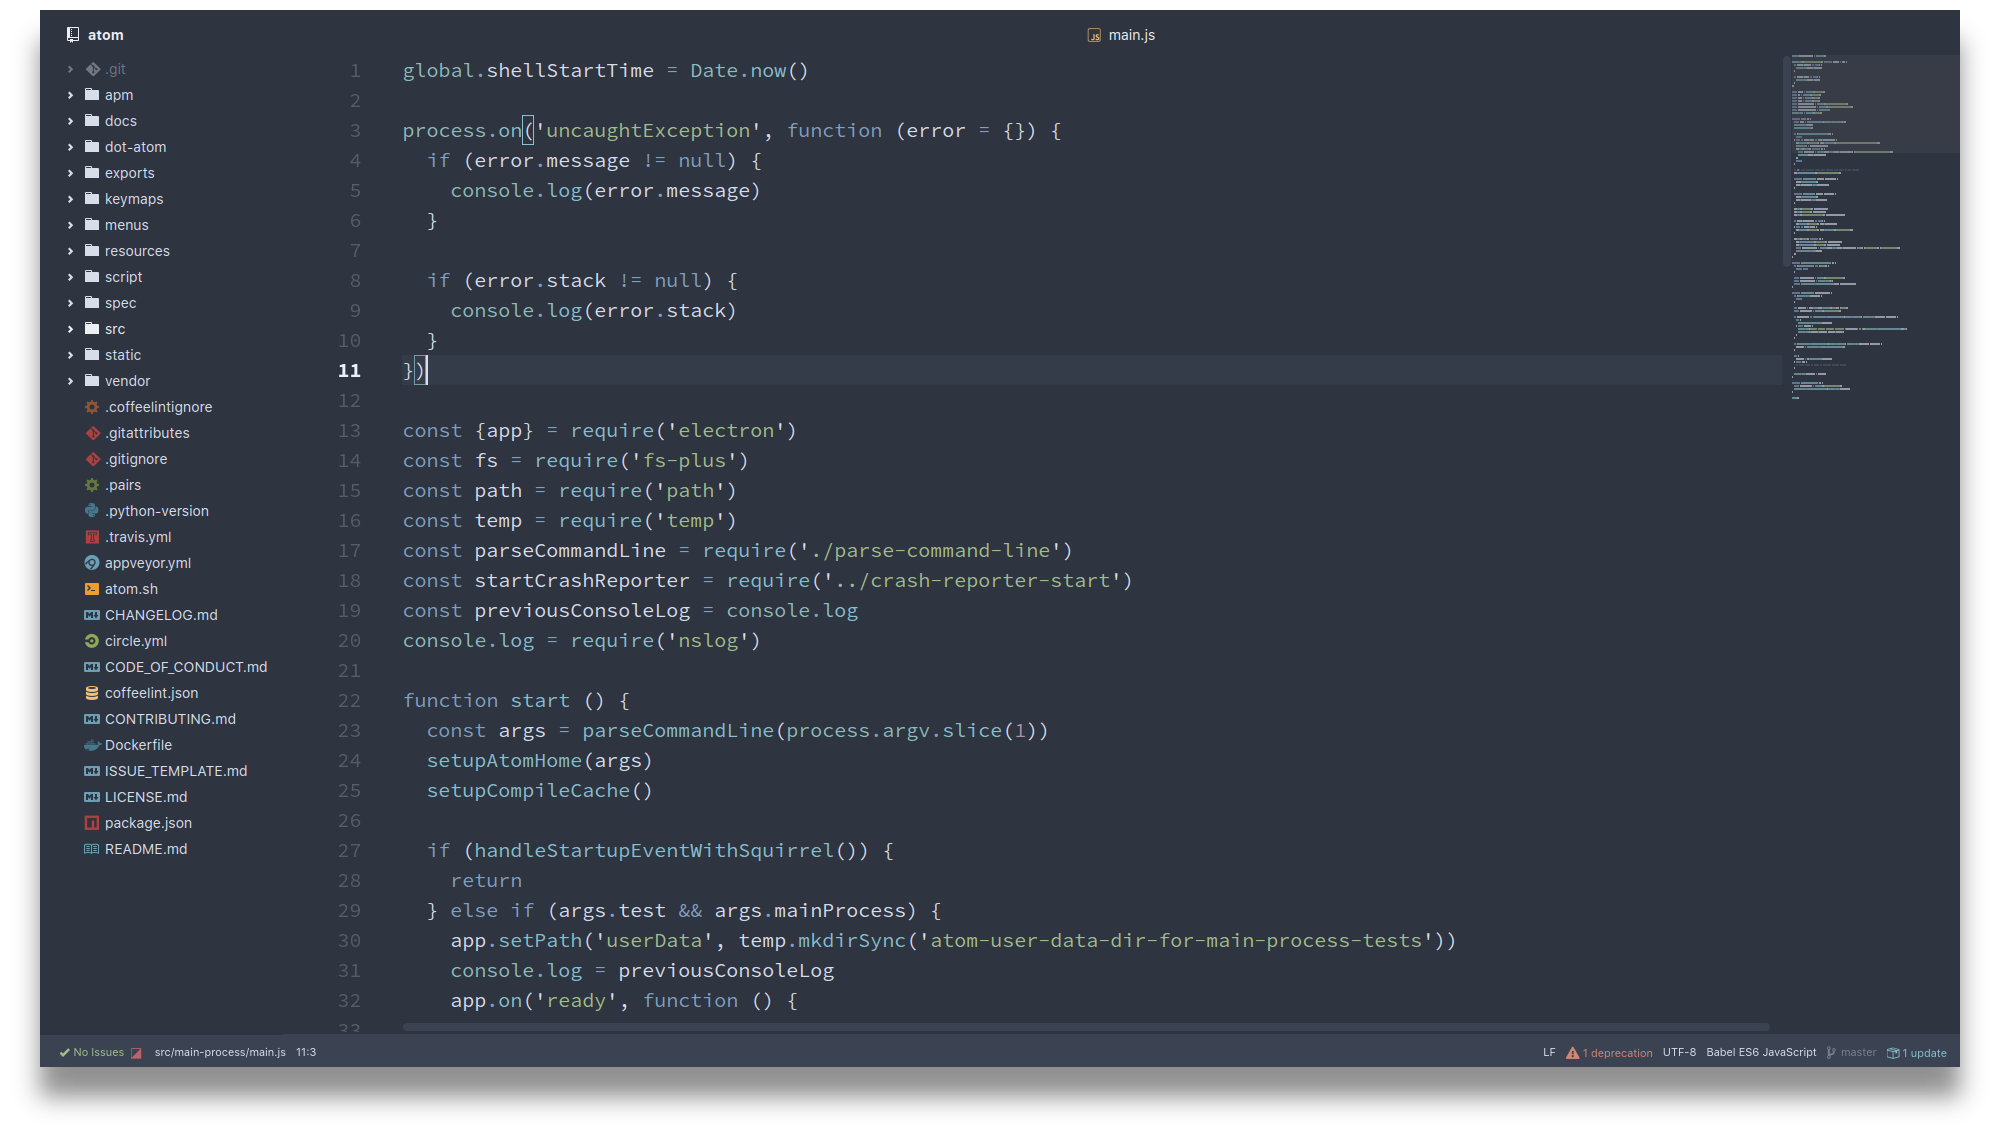 atom
main.js
.git
apm
docs
dot-atom
exports
keymaps
menus
resources
script
spec
src
static
vendor
.coffeelintignore
.gitattributes
.gitignore
.pairs
.python-version
.travis.yml
appveyor.yml
atom.sh
CHANGELOG.md
circle.yml
CODE_OF_CONDUCT.md
coffeelint.json
CONTRIBUTING.md
Dockerfile
ISSUE_TEMPLATE.md
LICENSE.md
package.json
README.md
1 global.shellStartTime = Date.now()
2
3 process.on('uncaughtException', function (error = {}) {
4   if (error.message != null) {
5     console.log(error.message)
6   }
7
8   if (error.stack != null) {
9     console.log(error.stack)
10   }
11 })
12
13 const {app} = require('electron')
14 const fs = require('fs-plus')
15 const path = require('path')
16 const temp = require('temp')
17 const parseCommandLine = require('./parse-command-line')
18 const startCrashReporter = require('../crash-reporter-start')
19 const previousConsoleLog = console.log
20 console.log = require('nslog')
21
22 function start () {
23   const args = parseCommandLine(process.argv.slice(1))
24   setupAtomHome(args)
25   setupCompileCache()
26
27   if (handleStartupEventWithSquirrel()) {
28     return
29   } else if (args.test && args.mainProcess) {
30     app.setPath('userData', temp.mkdirSync('atom-user-data-dir-for-main-process-tests'))
31     console.log = previousConsoleLog
32     app.on('ready', function () {
33
No Issues src/main-process/main.js 11:3 LF 1 deprecation UTF-8 Babel ES6 JavaScript master 1 update